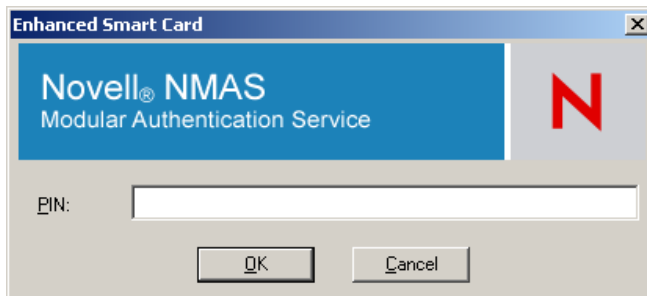 Enhanced Smart Card
Novell® NMAS
Modular Authentication Service
N
PIN:
OK Cancel